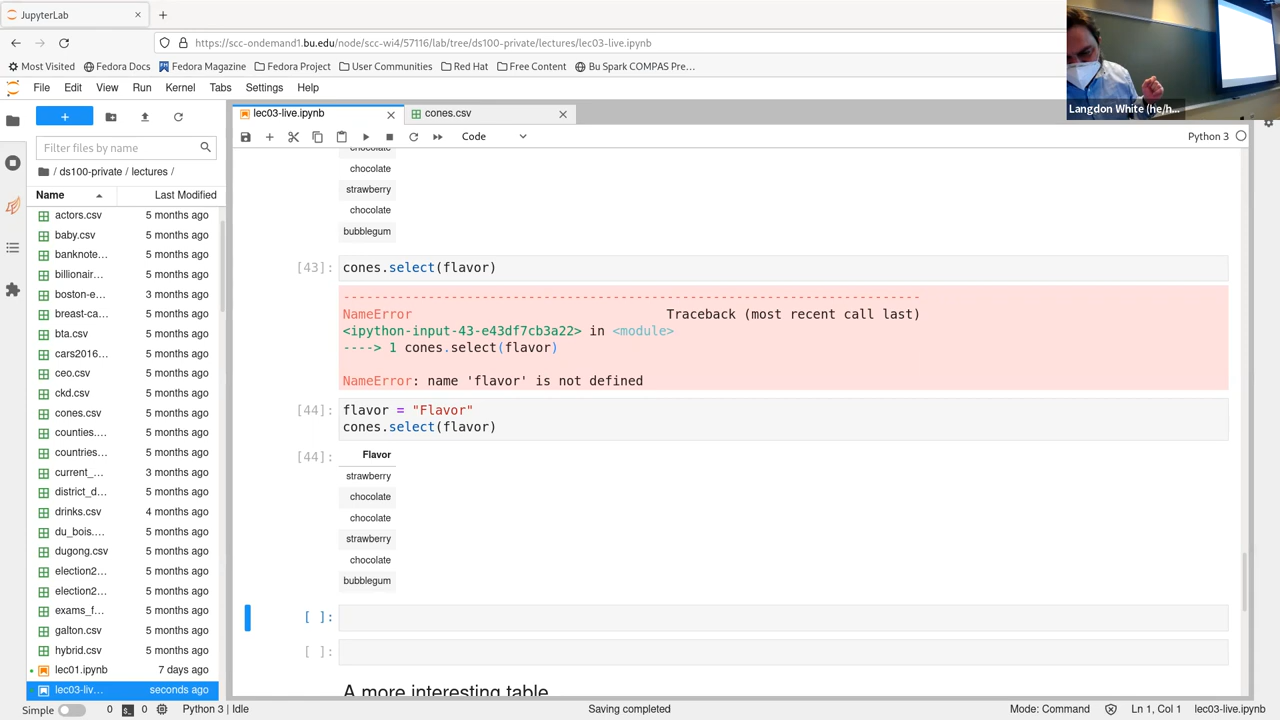 JupyterLab
https://scc-ondemand1.bu.edu/node/scc-wi4/57116/lab/tree/ds100-private/lectures/lec03-live.ipynb
Most Visited Fedora Docs Fedora Magazine Fedora Project User Communities Red Hat Free Content Bu Spark COMPAS Pre…
Langdon White (he/h...
File Edit View Run Kernel Tabs Settings Help
lec03-live.ipynb
cones.csv
Code
Python 3
Filter files by name
/ ds100-private / lectures /
Name Last Modified
actors.csv 5 months ago
baby.csv 5 months ago
banknote… 5 months ago
billionair… 5 months ago
boston-e… 3 months ago
breast-ca… 5 months ago
bta.csv 5 months ago
cars2016… 5 months ago
ceo.csv 5 months ago
ckd.csv 5 months ago
cones.csv 5 months ago
counties.… 5 months ago
countries… 5 months ago
current_… 3 months ago
district_d… 5 months ago
drinks.csv 4 months ago
du_bois.… 5 months ago
dugong.csv 5 months ago
election2… 5 months ago
election2… 5 months ago
exams_f… 5 months ago
galton.csv 5 months ago
hybrid.csv 5 months ago
lec01.ipynb 7 days ago
lec03-liv… seconds ago
chocolate
chocolate
strawberry
chocolate
bubblegum
[43]: cones.select(flavor)
---------------------------------------------------------------------------
NameError Traceback (most recent call last)
<ipython-input-43-e43df7cb3a22> in <module>
----> 1 cones.select(flavor)
NameError: name 'flavor' is not defined
[44]: flavor = "Flavor"
cones.select(flavor)
[44]: Flavor
strawberry
chocolate
chocolate
strawberry
chocolate
bubblegum
[ ]:
[ ]:
A more interesting table
Simple 0 0 Python 3 | Idle Saving completed Mode: Command Ln 1, Col 1 lec03-live.ipynb